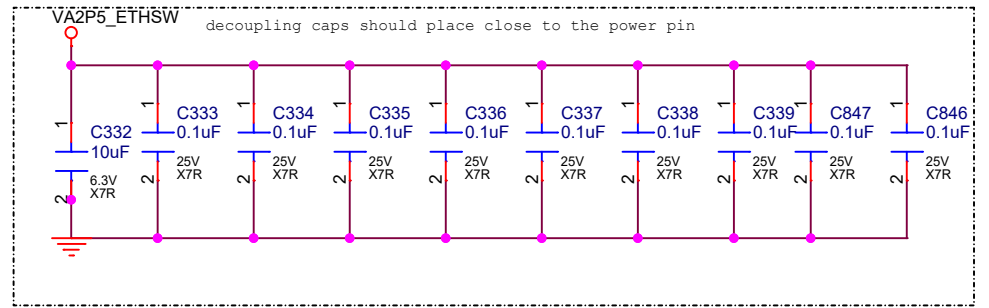 VA2P5_ETHSW
decoupling caps should place close to the power pin
1
C332
10uF
6.3V
X7R
2
1
C333
0.1uF
25V
X7R
2
1
C334
0.1uF
25V
X7R
2
1
C335
0.1uF
25V
X7R
2
1
C336
0.1uF
25V
X7R
2
1
C337
0.1uF
25V
X7R
2
1
C338
0.1uF
25V
X7R
2
1
C339
0.1uF
25V
X7R
2
1
C847
0.1uF
25V
X7R
2
1
C846
0.1uF
25V
X7R
2